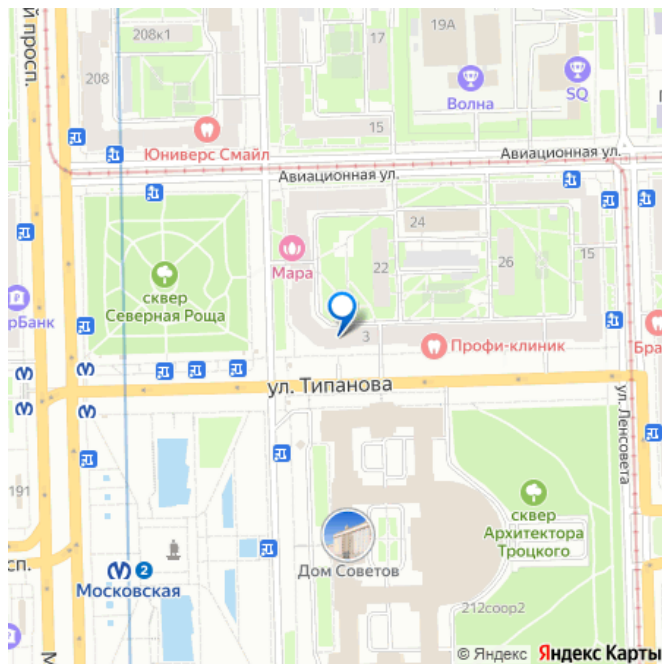 й просп.
208к1
208
17
19А
Волна
SQ
Юниверс Смайл
15
Авиационная ул.
Авиационная ул.
24
22
26
15
Мара
сквер
Северная Роща
рБанк
3
Профи-клиник
Бра
ул. Типанова
ул. Ленсовета
191
сп.
2
Московская
Дом Советов
сквер
Архитектора
Троцкого
212соор2
М
© Яндекс Яндекс Карты